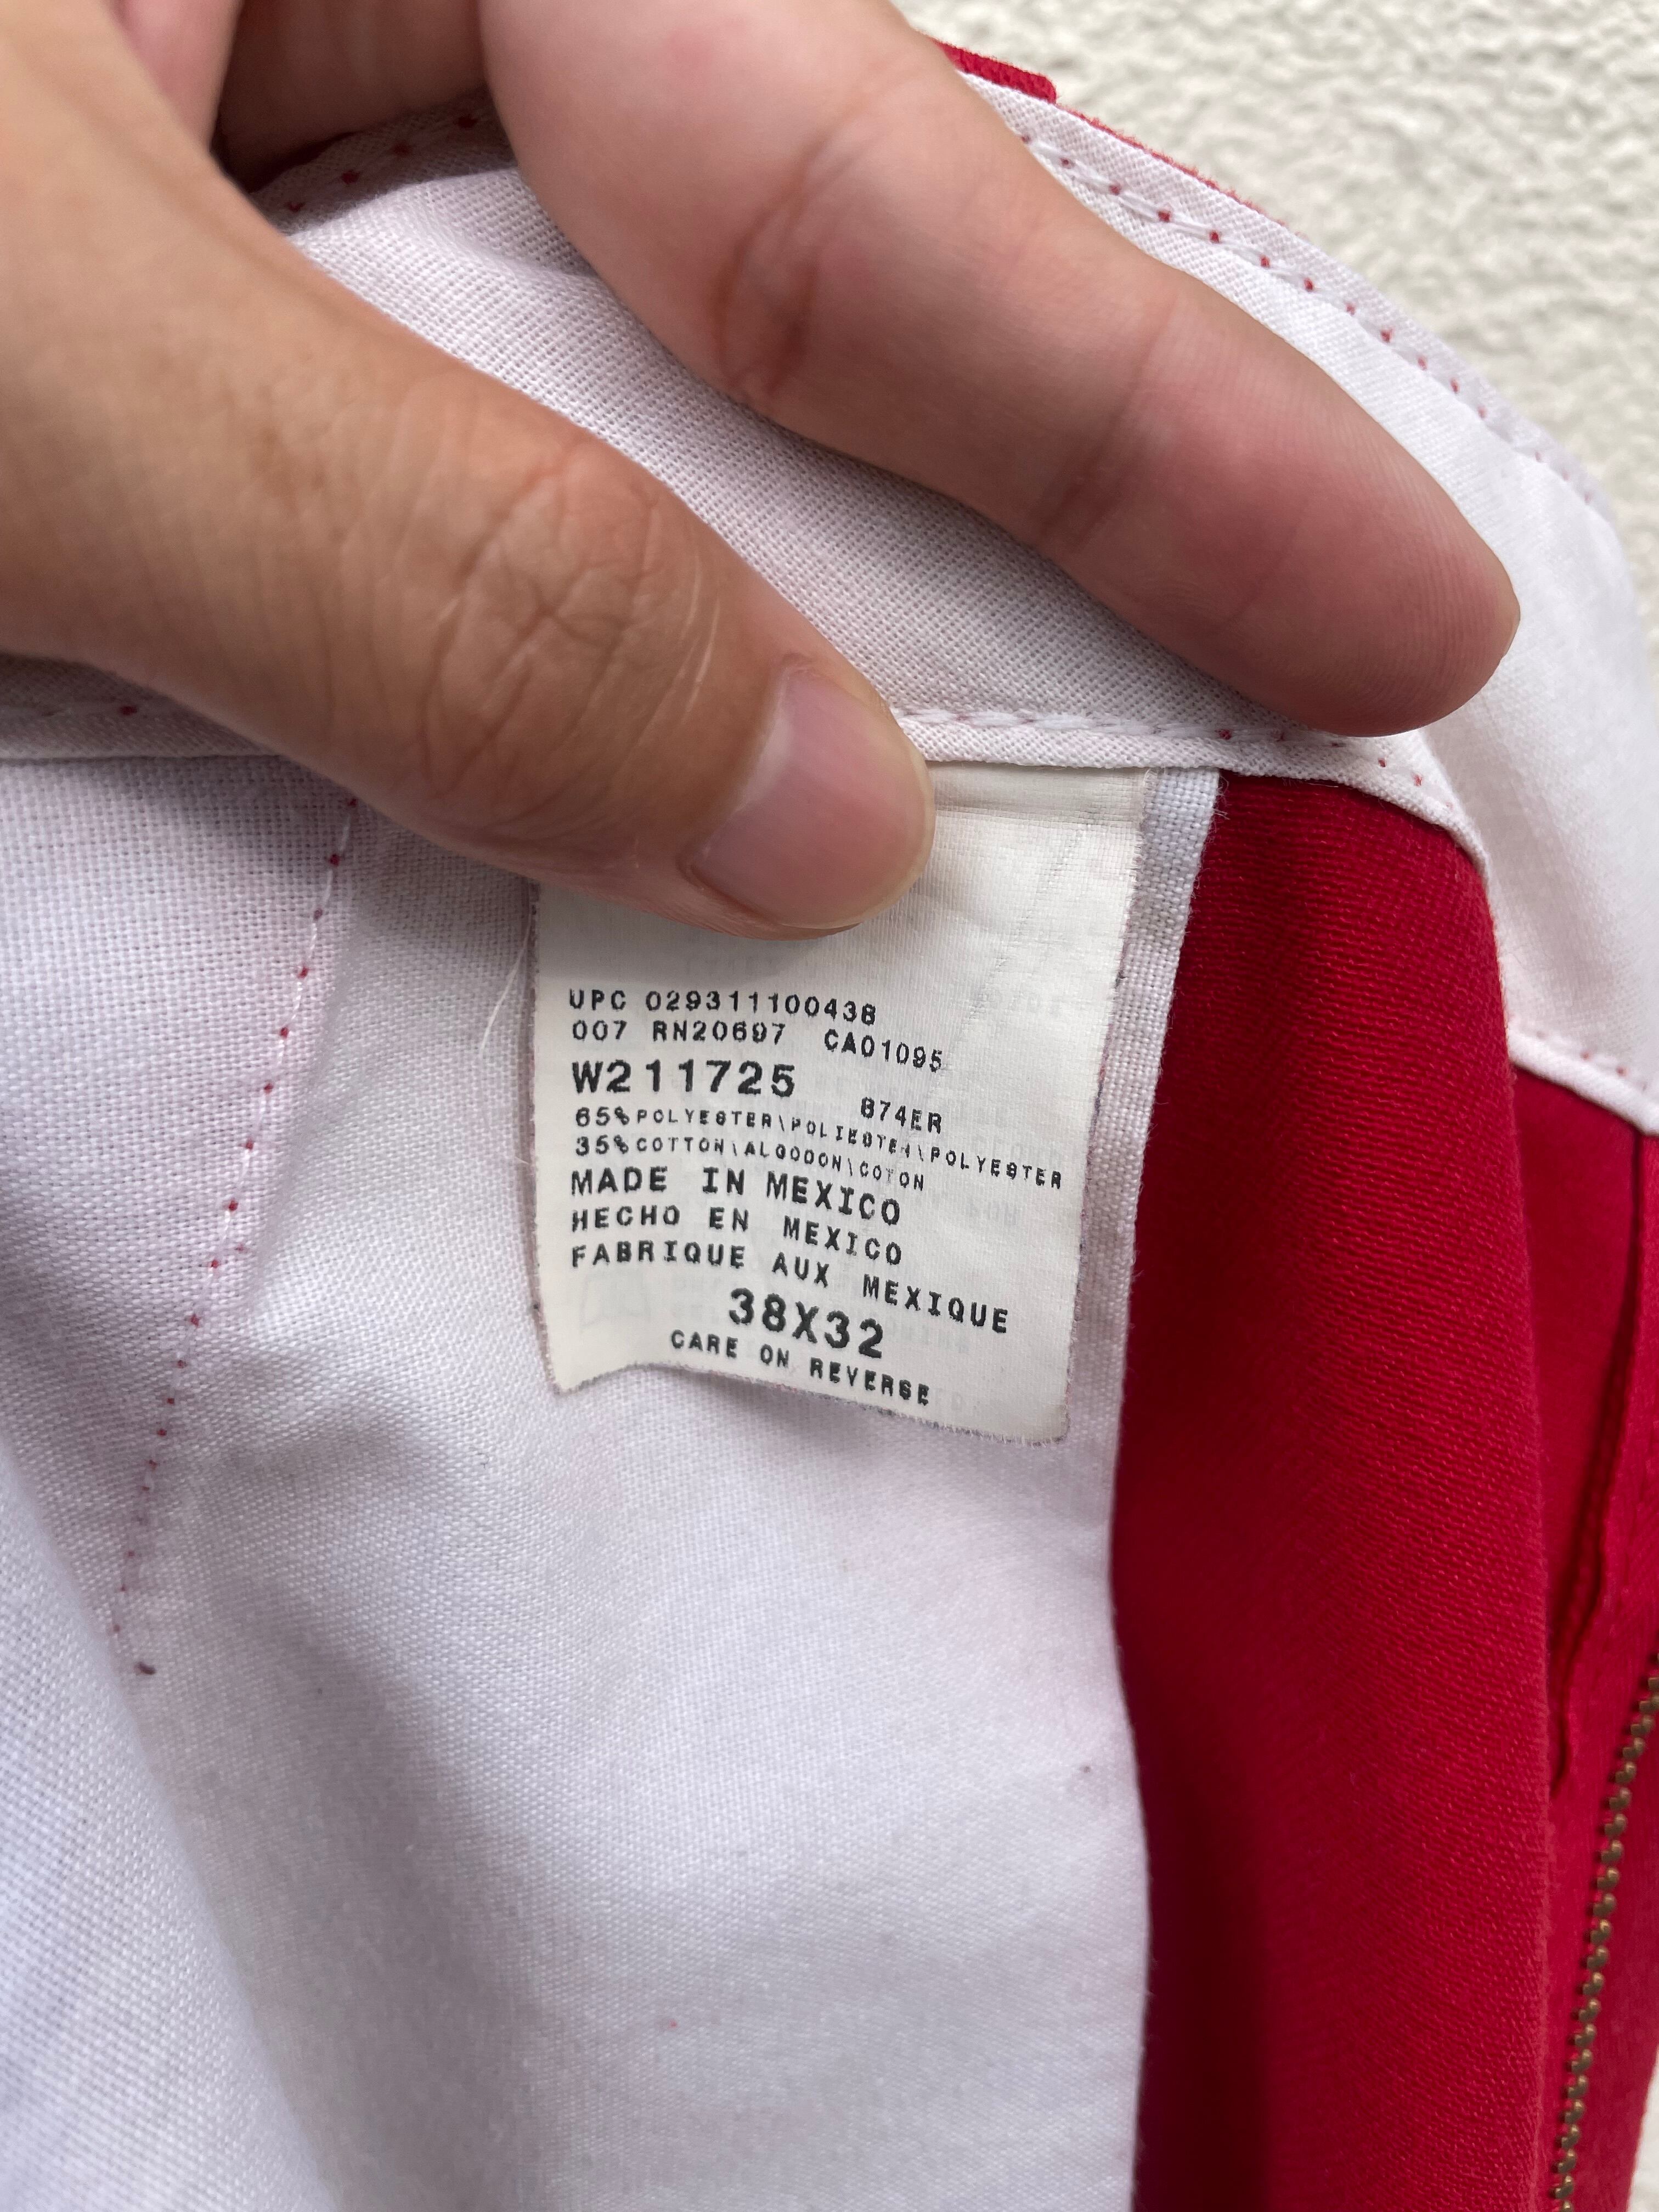 UPC 029311100438
007 RN20697 CA01095
W211725 874ER
65% POLYESTER\POLIESTER\POLYESTER
35% COTTON\ALGODON\COTON
MADE IN MEXICO
HECHO EN MEXICO
FABRIQUE AUX MEXIQUE
38X32
CARE ON REVERSE